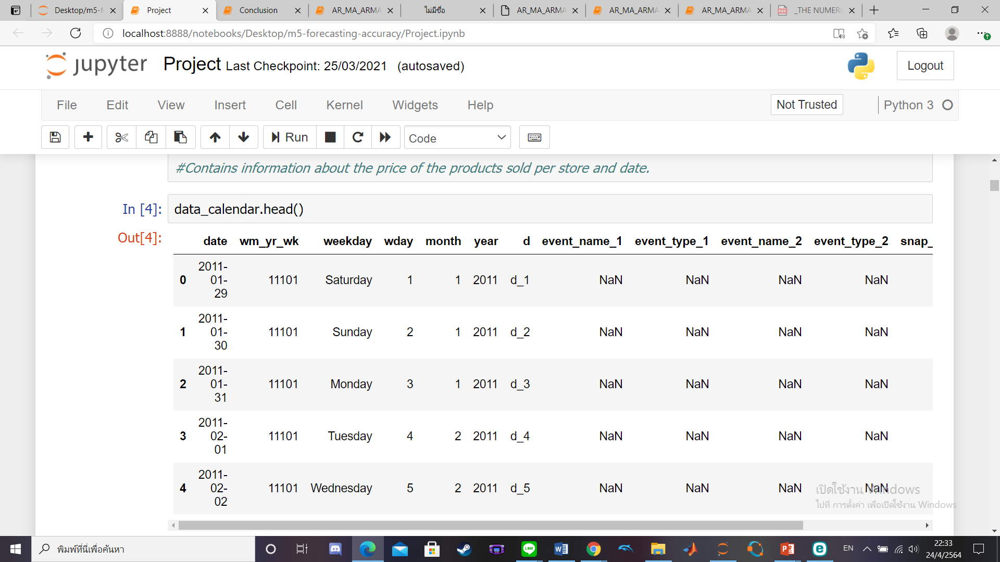 Desktop/m5-f
Project
Conclusion
AR_MA_ARMA
ไม่มีชื่อ
AR_MA_ARMA
AR_MA_ARMA
AR_MA_ARMA
_THE NUMERI
localhost:8888/notebooks/Desktop/m5-forecasting-accuracy/Project.ipynb
jupyter Project Last Checkpoint: 25/03/2021 (autosaved)
Logout
File Edit View Insert Cell Kernel Widgets Help Not Trusted Python 3
Run Code
#Contains information about the price of the products sold per store and date.
In [4]: data_calendar.head()
Out[4]:
date wm_yr_wk weekday wday month year d event_name_1 event_type_1 event_name_2 event_type_2 snap_
0 2011-01-29 11101 Saturday 1 1 2011 d_1 NaN NaN NaN NaN
1 2011-01-30 11101 Sunday 2 1 2011 d_2 NaN NaN NaN NaN
2 2011-01-31 11101 Monday 3 1 2011 d_3 NaN NaN NaN NaN
3 2011-02-01 11101 Tuesday 4 2 2011 d_4 NaN NaN NaN NaN
4 2011-02-02 11101 Wednesday 5 2 2011 d_5 NaN NaN NaN NaN
เปิดใช้งาน Windows
ไปที่ การตั้งค่า เพื่อเปิดใช้งาน Windows
พิมพ์ที่นี่เพื่อค้นหา
LINE
EN
22:33
24/4/2564